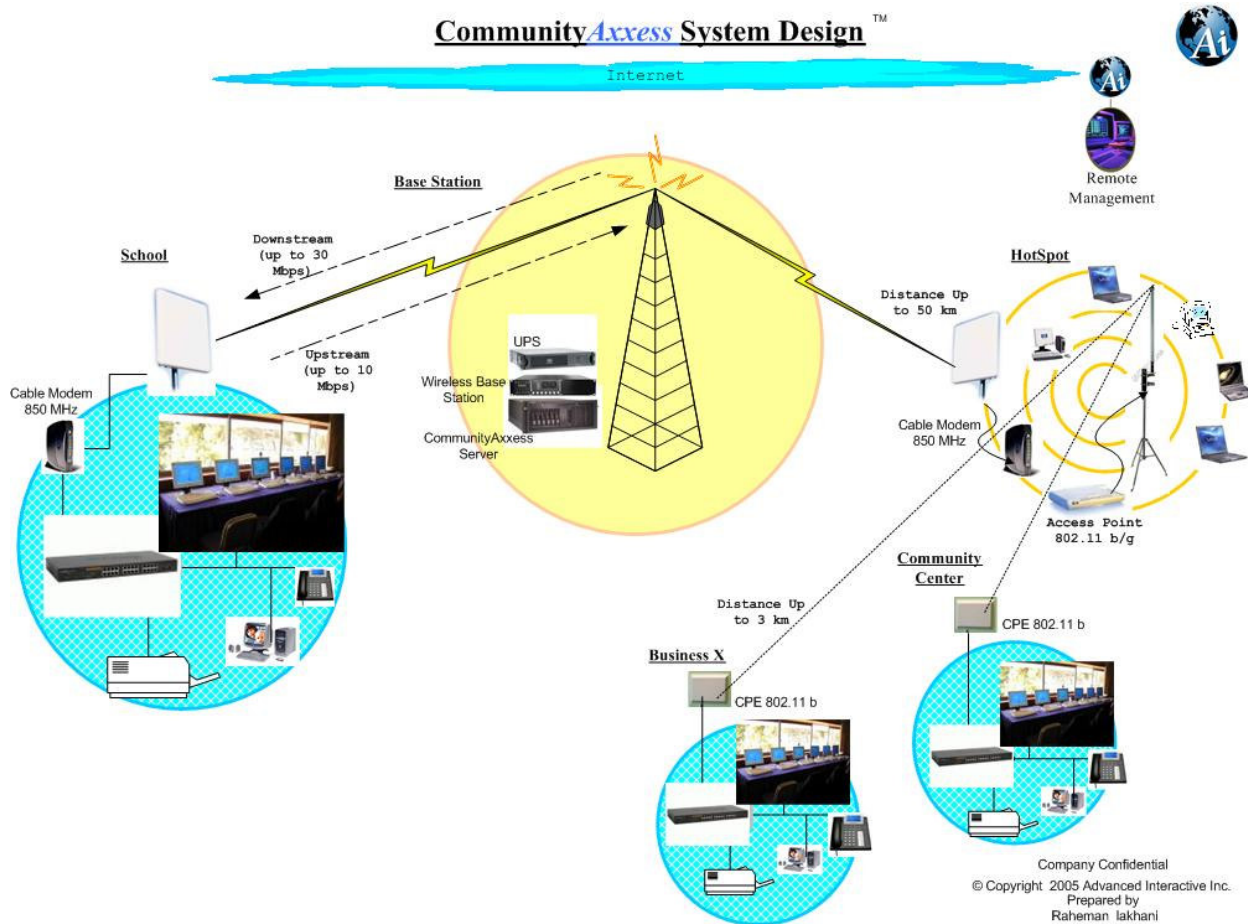 CommunityAxxess System Design ™
Ai
Internet
Ai
Remote
Management
Base Station
Downstream
(up to 30
Mbps)
School
HotSpot
Distance Up
to 50 km
Upstream
(up to 10
Mbps)
UPS
Wireless Base
Station
CommunityAxxess
Server
Cable Modem
850 MHz
Cable Modem
850 MHz
Access Point
802.11 b/g
Community
Center
Distance Up
to 3 km
CPE 802.11 b
Business X
CPE 802.11 b
Company Confidential
© Copyright 2005 Advanced Interactive Inc.
Prepared by
Raheman lakhani